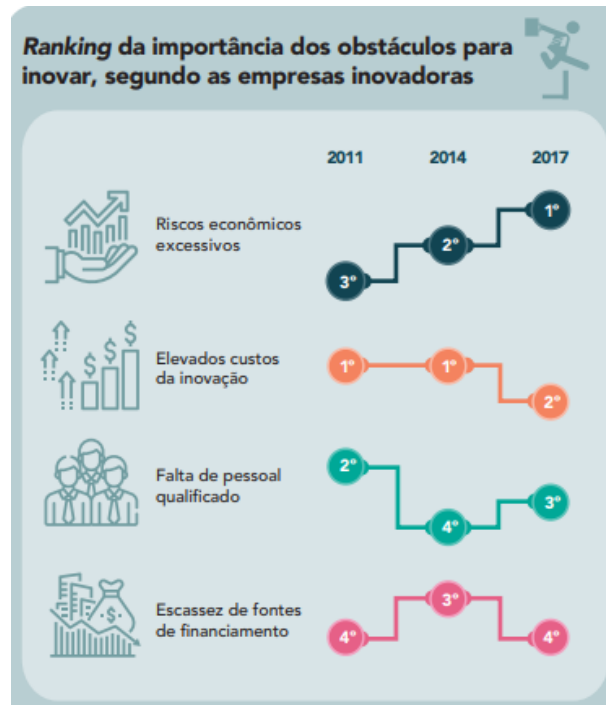 Ranking da importância dos obstáculos para
inovar, segundo as empresas inovadoras
2011 2014 2017
Riscos econômicos
excessivos
3º 2º 1º
Elevados custos
da inovação
1º 1º 2º
Falta de pessoal
qualificado
2º 4º 3º
Escassez de fontes
de financiamento
4º 3º 4º
$ $ $
$